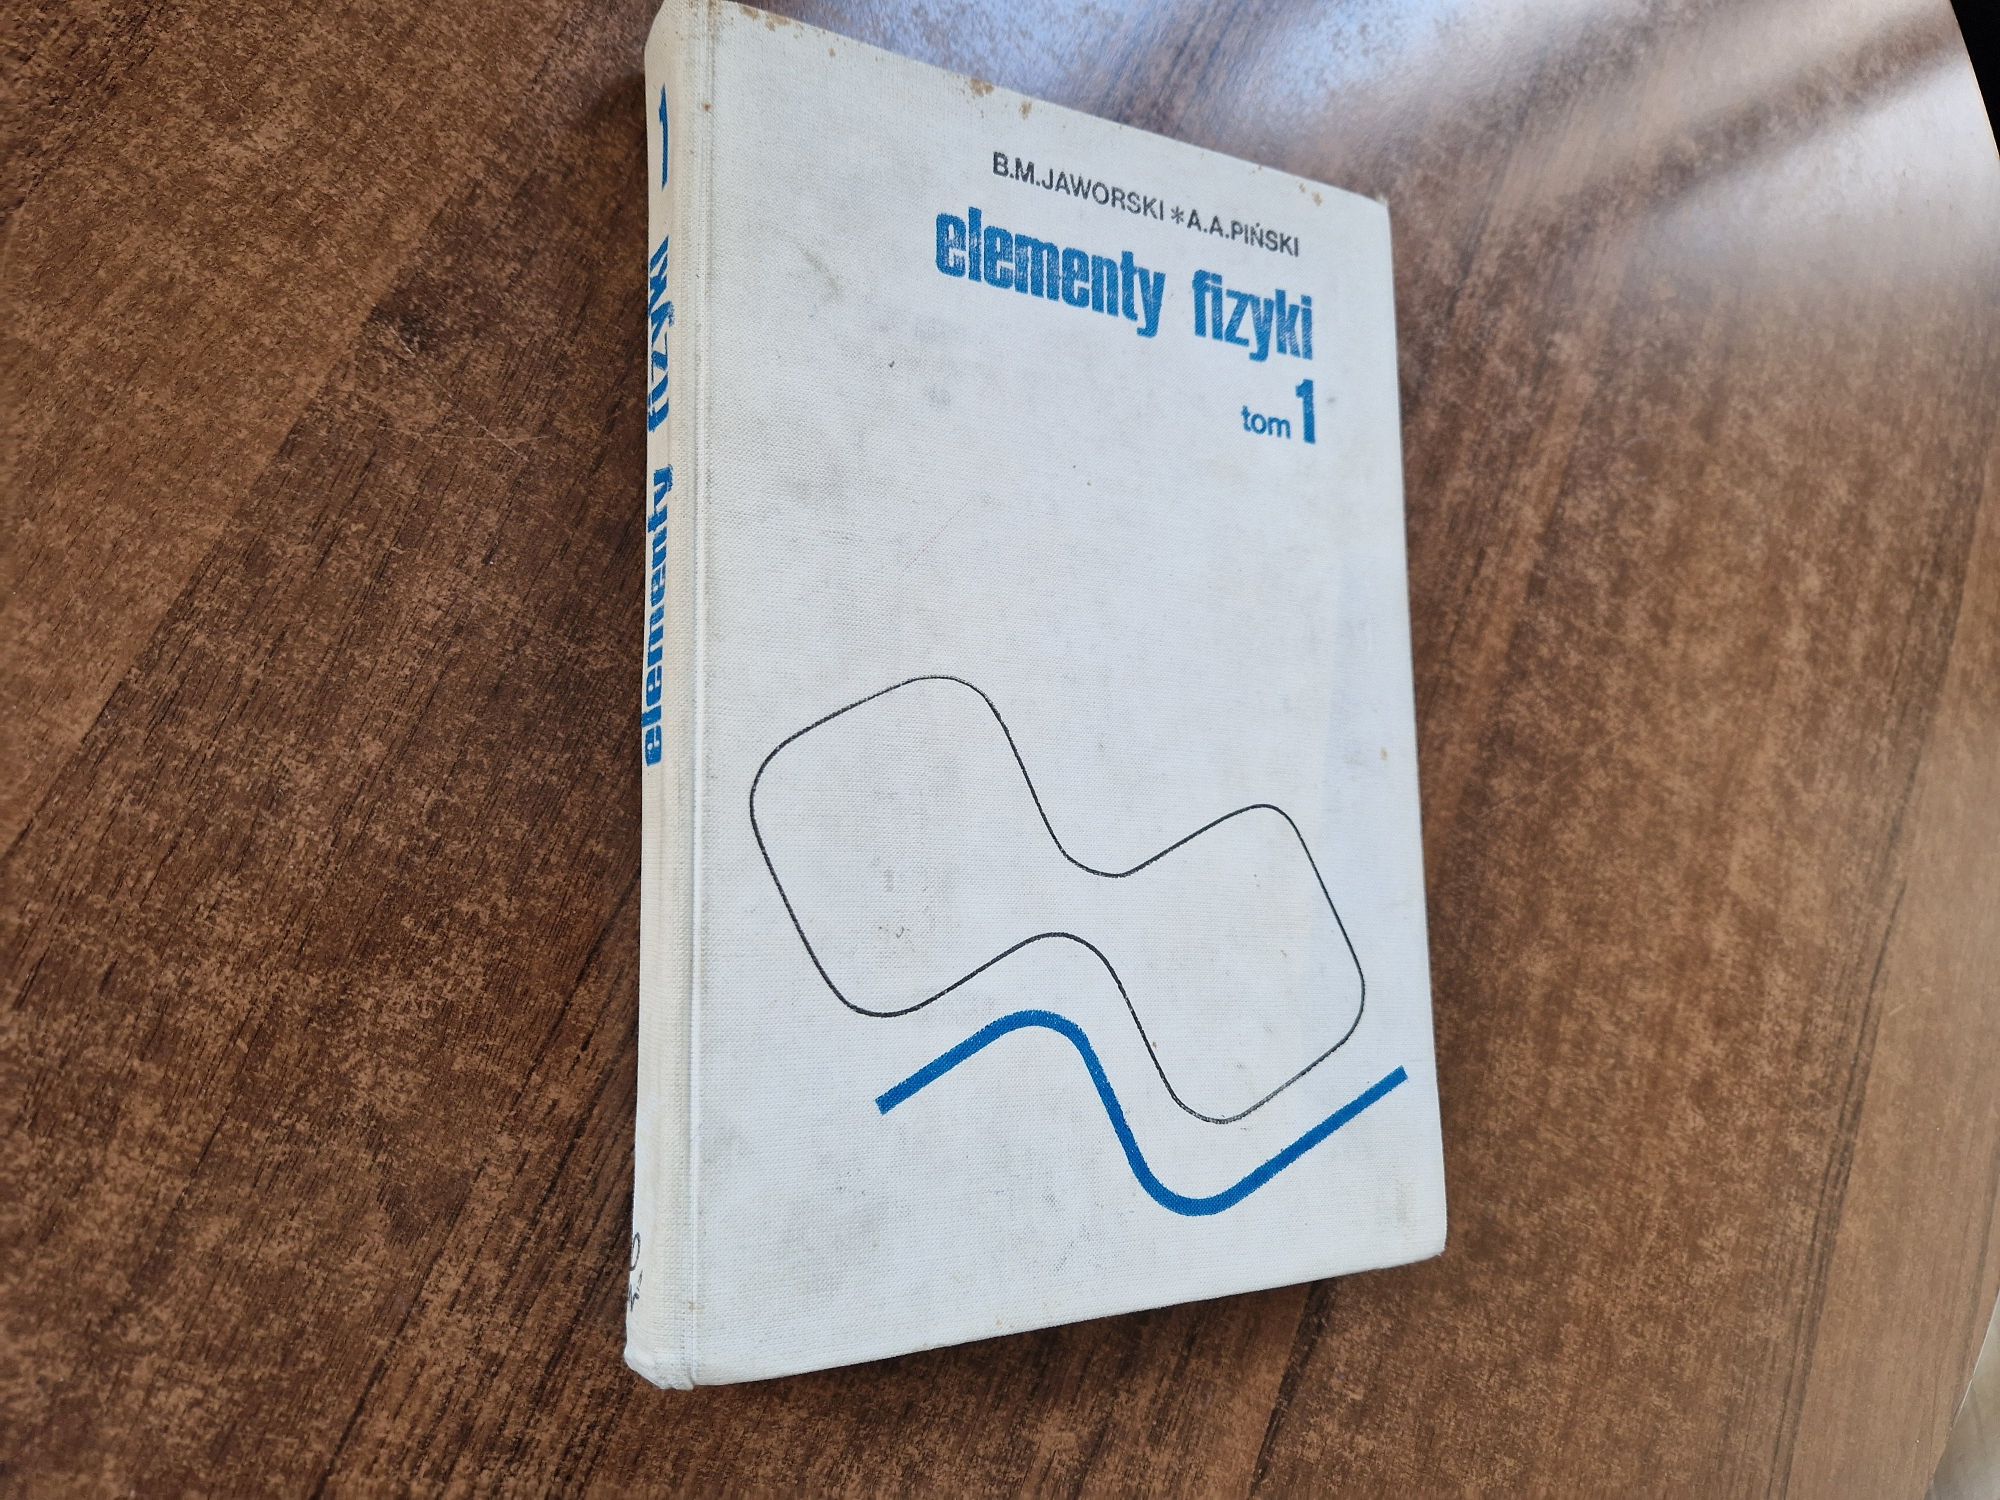 B.M.JAWORSKI * A.A.PIŃSKI
elementy fizyki
tom 1
elementy fizyki 1